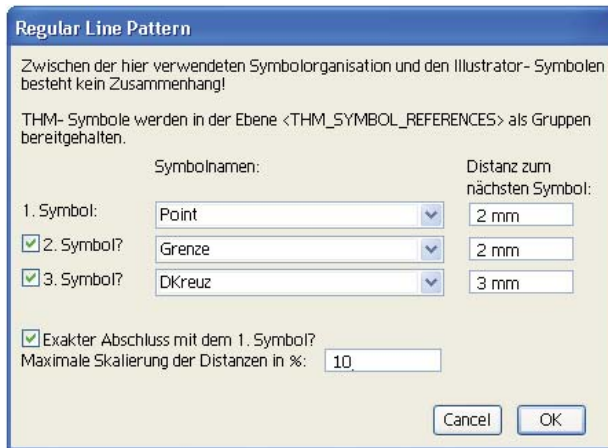 Regular Line Pattern
Zwischen der hier verwendeten Symbolorganisation und den Illustrator- Symbolen
besteht kein Zusammenhang!
THM- Symbole werden in der Ebene <THM_SYMBOL_REFERENCES> als Gruppen
bereitgehalten.
Symbolnamen: Distanz zum
nächsten Symbol:
1. Symbol: Point 2 mm
2. Symbol? Grenze 2 mm
3. Symbol? DKreuz 3 mm
Exakter Abschluss mit dem 1. Symbol?
Maximale Skalierung der Distanzen in %: 10
Cancel OK